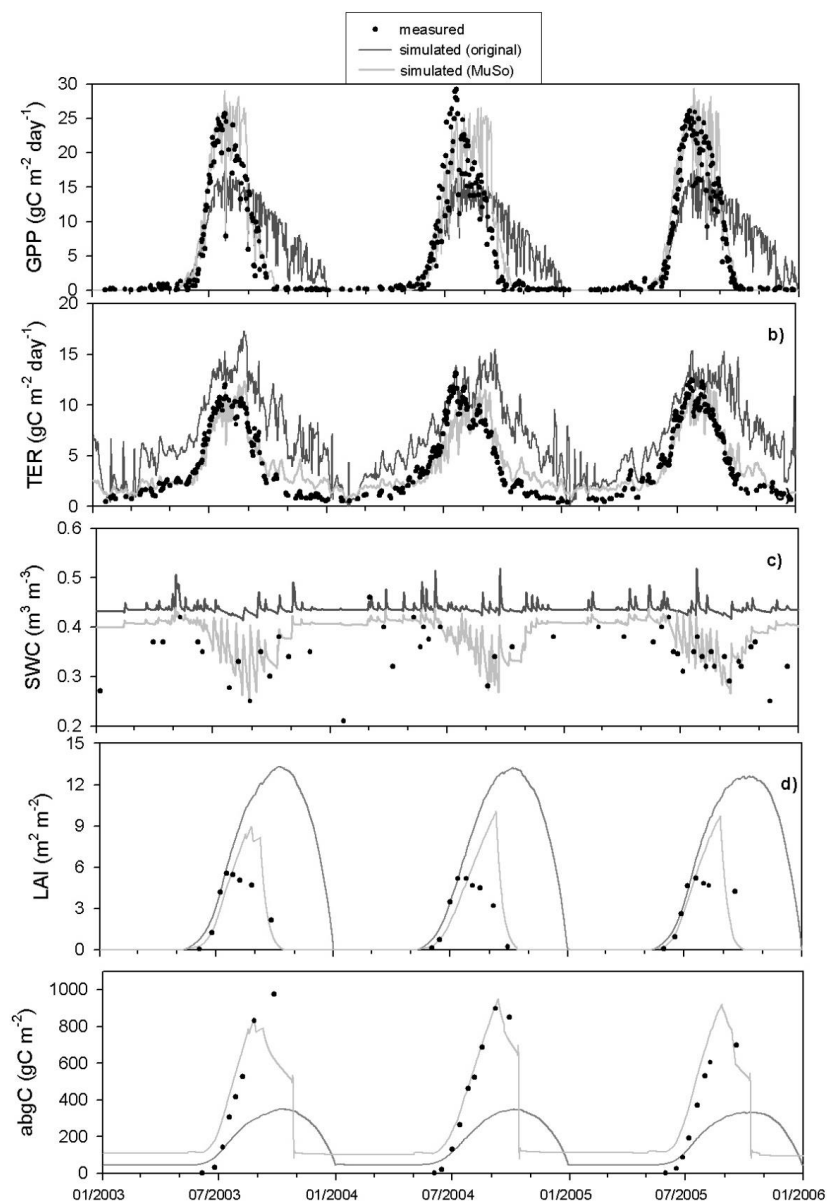 measured
simulated (original)
simulated (MuSo)
30
25
20
15
10
5
0
GPP (gC m⁻² day⁻¹)
20
15
10
5
0
TER (gC m⁻² day⁻¹)
b)
0.6
0.5
0.4
0.3
0.2
SWC (m³ m⁻³)
c)
15
12
9
6
3
0
LAI (m² m⁻²)
d)
1000
800
600
400
200
0
abgC (gC m⁻²)
01/2003 07/2003 01/2004 07/2004 01/2005 07/2005 01/2006